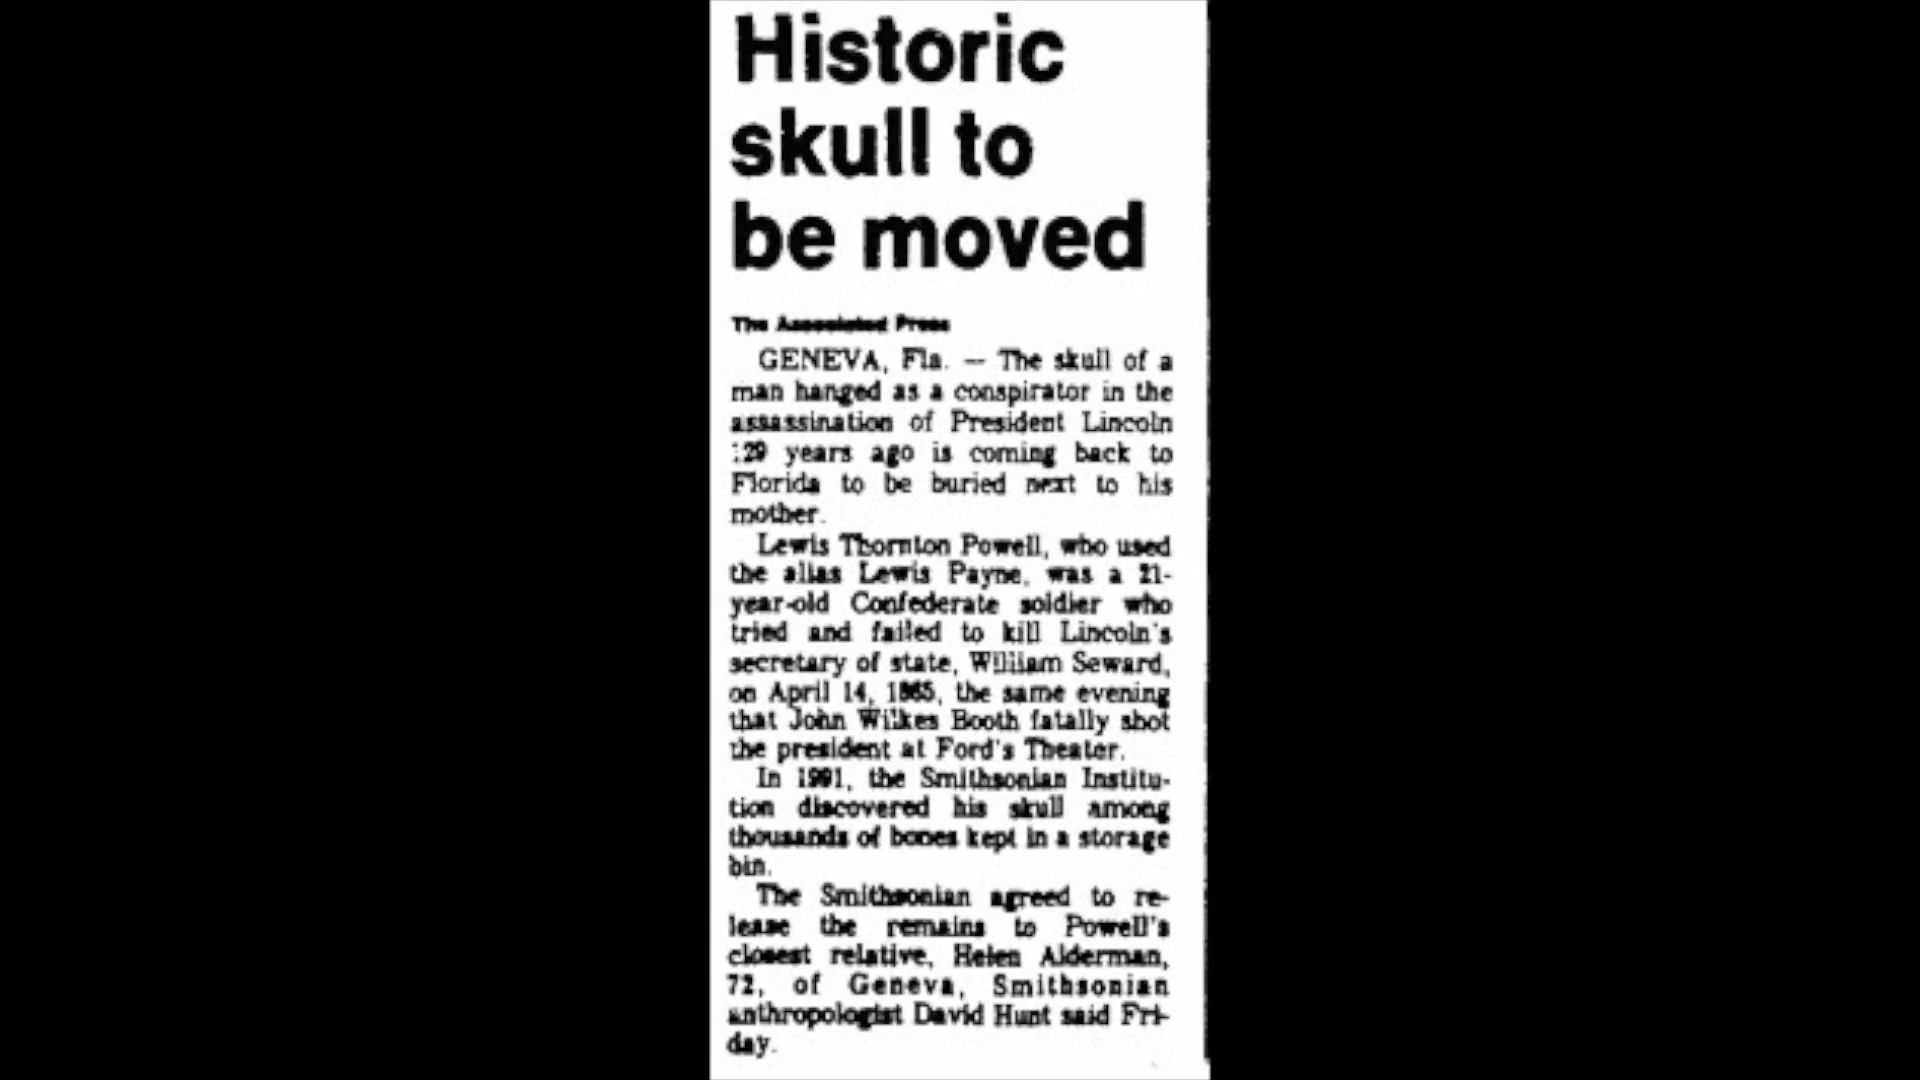 Historic
skull to
be moved
The Associated Press
GENEVA, Fla. — The skull of a
man hanged as a conspirator in the
assassination of President Lincoln
129 years ago is coming back to
Florida to be buried next to his
mother.
Lewis Thornton Powell, who used
the alias Lewis Payne, was a 21-
year-old Confederate soldier who
tried and failed to kill Lincoln's
secretary of state, William Seward,
on April 14, 1865, the same evening
that John Wilkes Booth fatally shot
the president at Ford's Theater.
In 1991, the Smithsonian Institu-
tion discovered his skull among
thousands of bones kept in a storage
bin.
The Smithsonian agreed to re-
lease the remains to Powell's
closest relative, Helen Alderman,
72, of Geneva, Smithsonian
anthropologist David Hunt said Fri-
day.